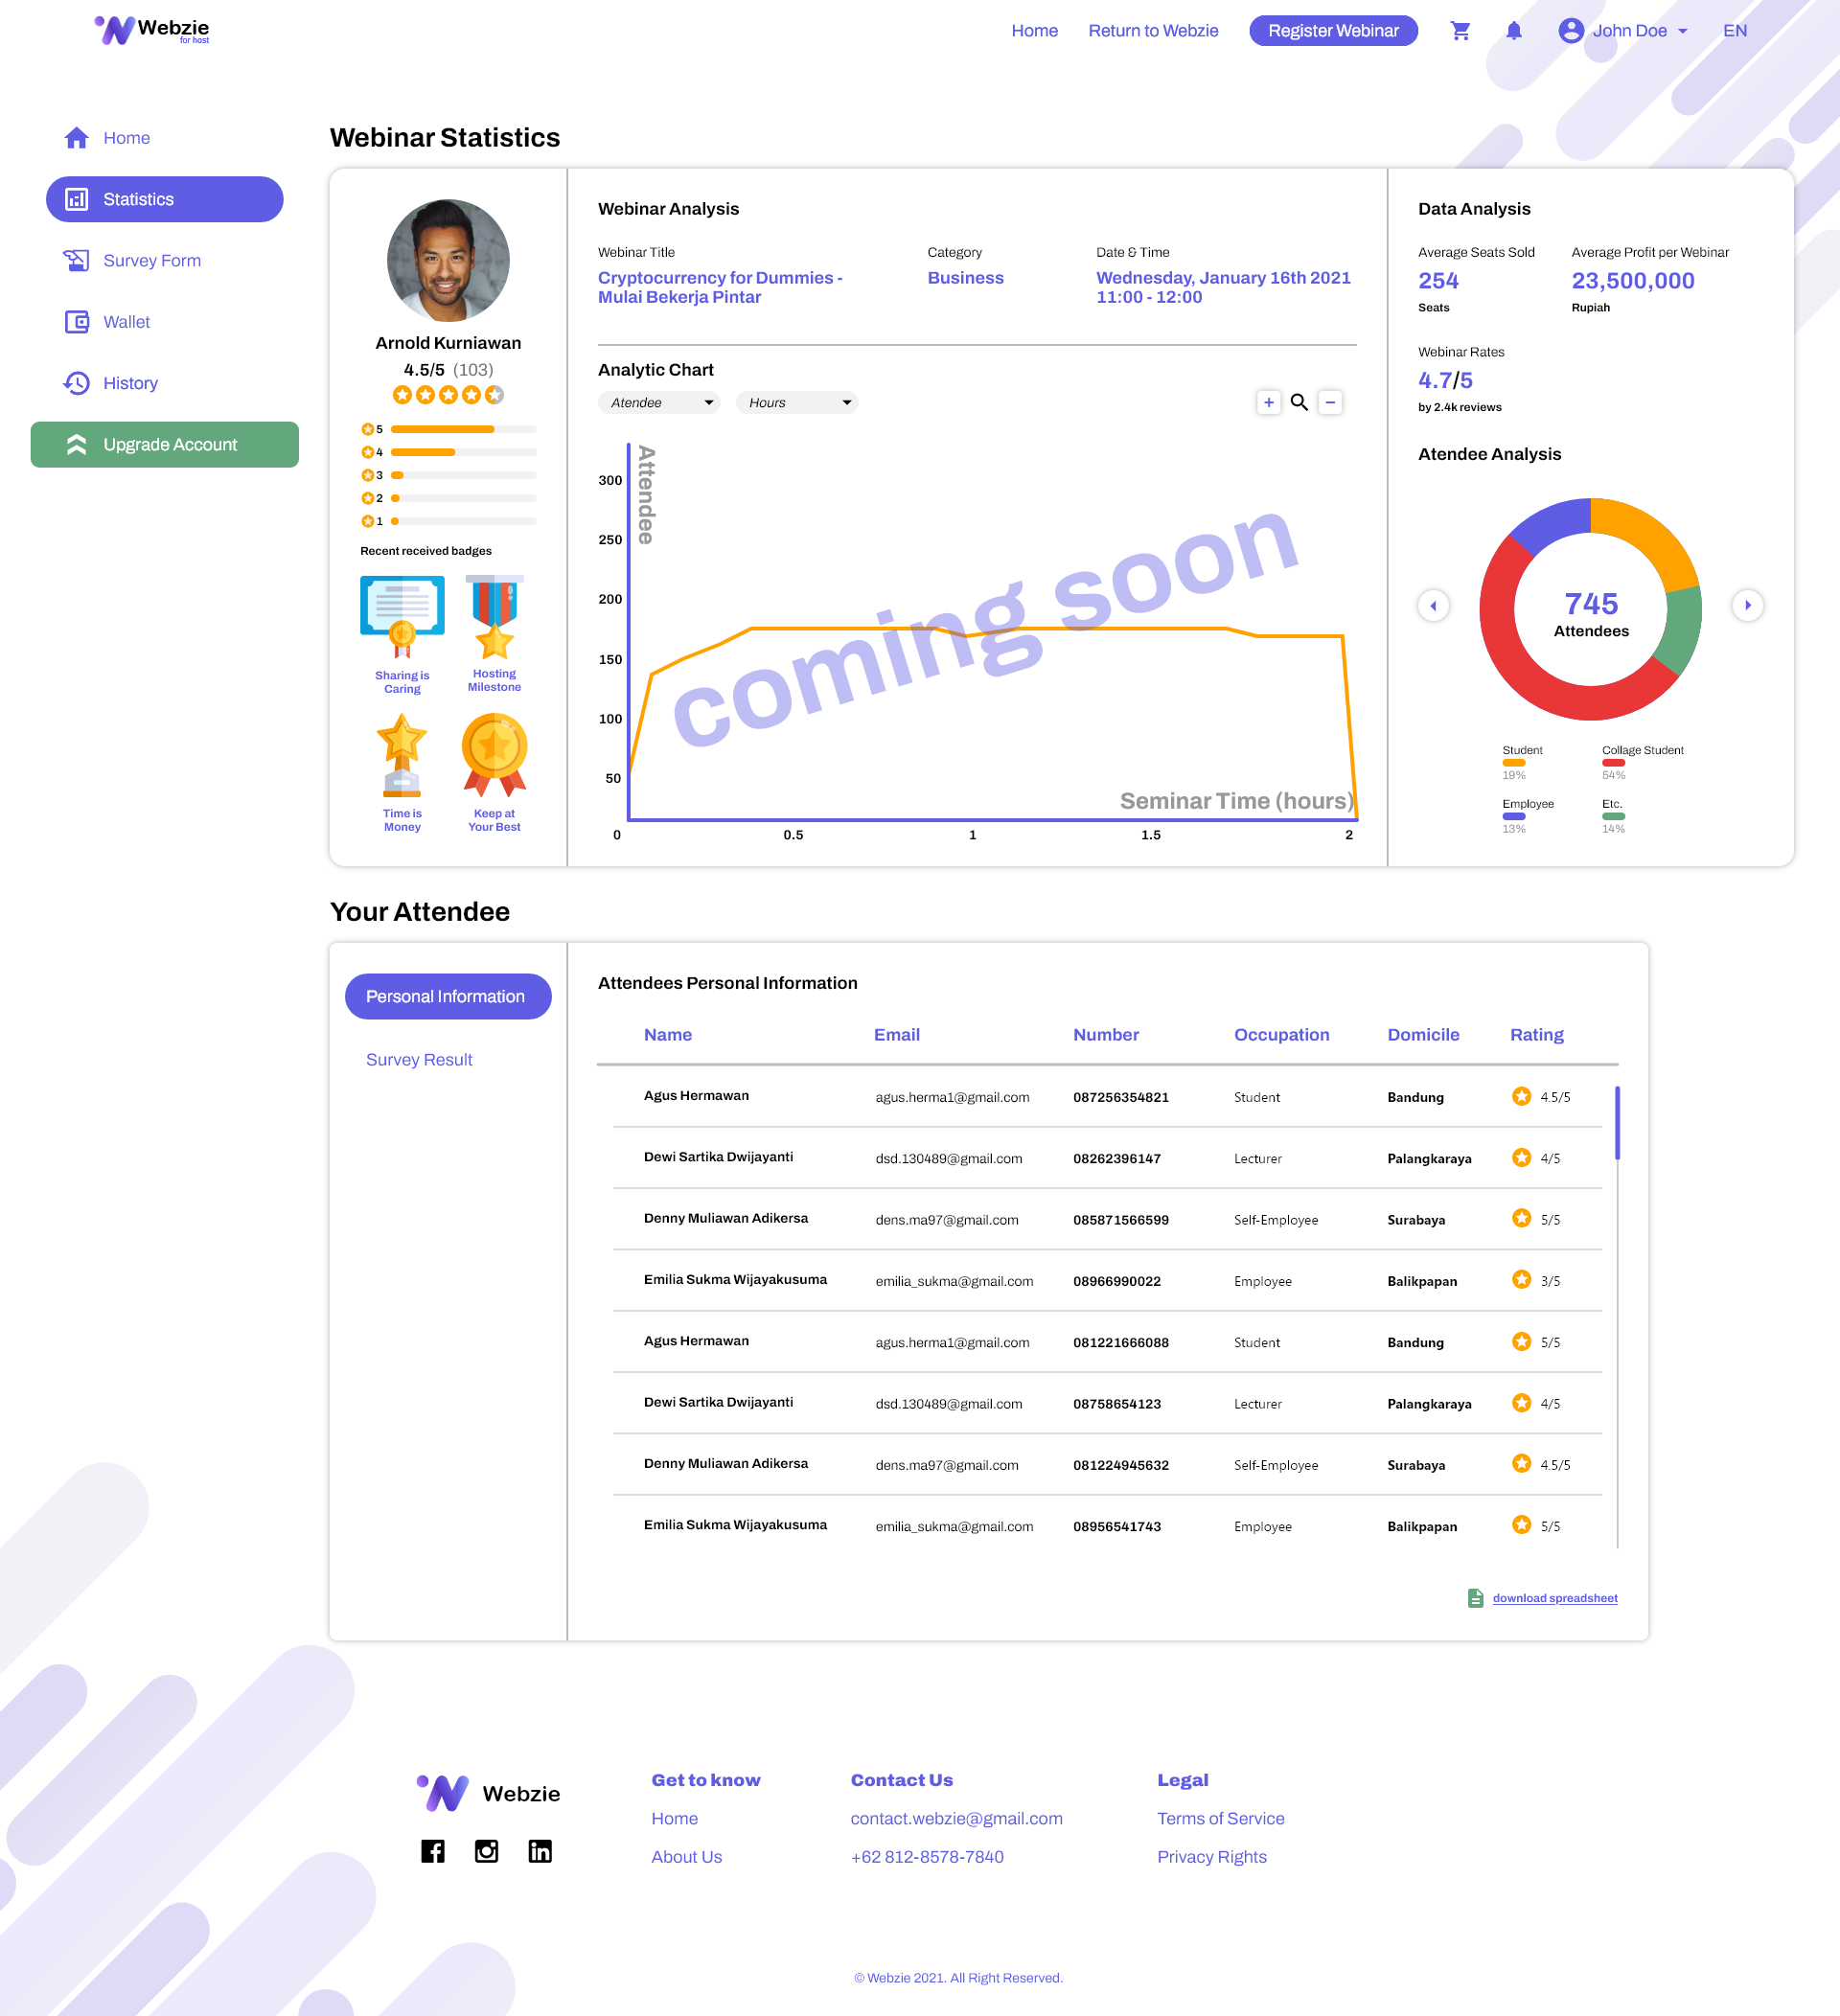 Webzie
for host
Home
Return to Webzie
Register Webinar
John Doe
EN
Home
Statistics
Survey Form
Wallet
History
Upgrade Account
Webinar Statistics
Arnold Kurniawan
4.5/5 (103)
5
4
3
2
1
Recent received badges
Sharing is
Caring
Hosting
Milestone
Time is
Money
Keep at
Your Best
Webinar Analysis
Webinar Title
Cryptocurrency for Dummies -
Mulai Bekerja Pintar
Category
Business
Date & Time
Wednesday, January 16th 2021
11:00 - 12:00
Analytic Chart
Atendee
Hours
+
−
Attendee
300
250
200
150
100
50
coming soon
Seminar Time (hours)
0
0.5
1
1.5
2
Data Analysis
Average Seats Sold
254
Seats
Average Profit per Webinar
23,500,000
Rupiah
Webinar Rates
4.7/5
by 2.4k reviews
Atendee Analysis
745
Attendees
Student
19%
Collage Student
54%
Employee
13%
Etc.
14%
Your Attendee
Personal Information
Survey Result
Attendees Personal Information
Name Email Number Occupation Domicile Rating
Agus Hermawan agus.herma1@gmail.com 087256354821 Student Bandung 4.5/5
Dewi Sartika Dwijayanti dsd.130489@gmail.com 08262396147 Lecturer Palangkaraya 4/5
Denny Muliawan Adikersa dens.ma97@gmail.com 085871566599 Self-Employee Surabaya 5/5
Emilia Sukma Wijayakusuma emilia_sukma@gmail.com 08966990022 Employee Balikpapan 3/5
Agus Hermawan agus.herma1@gmail.com 081221666088 Student Bandung 5/5
Dewi Sartika Dwijayanti dsd.130489@gmail.com 08758654123 Lecturer Palangkaraya 4/5
Denny Muliawan Adikersa dens.ma97@gmail.com 081224945632 Self-Employee Surabaya 4.5/5
Emilia Sukma Wijayakusuma emilia_sukma@gmail.com 08956541743 Employee Balikpapan 5/5
download spreadsheet
Webzie
Get to know
Home
About Us
Contact Us
contact.webzie@gmail.com
+62 812-8578-7840
Legal
Terms of Service
Privacy Rights
© Webzie 2021. All Right Reserved.